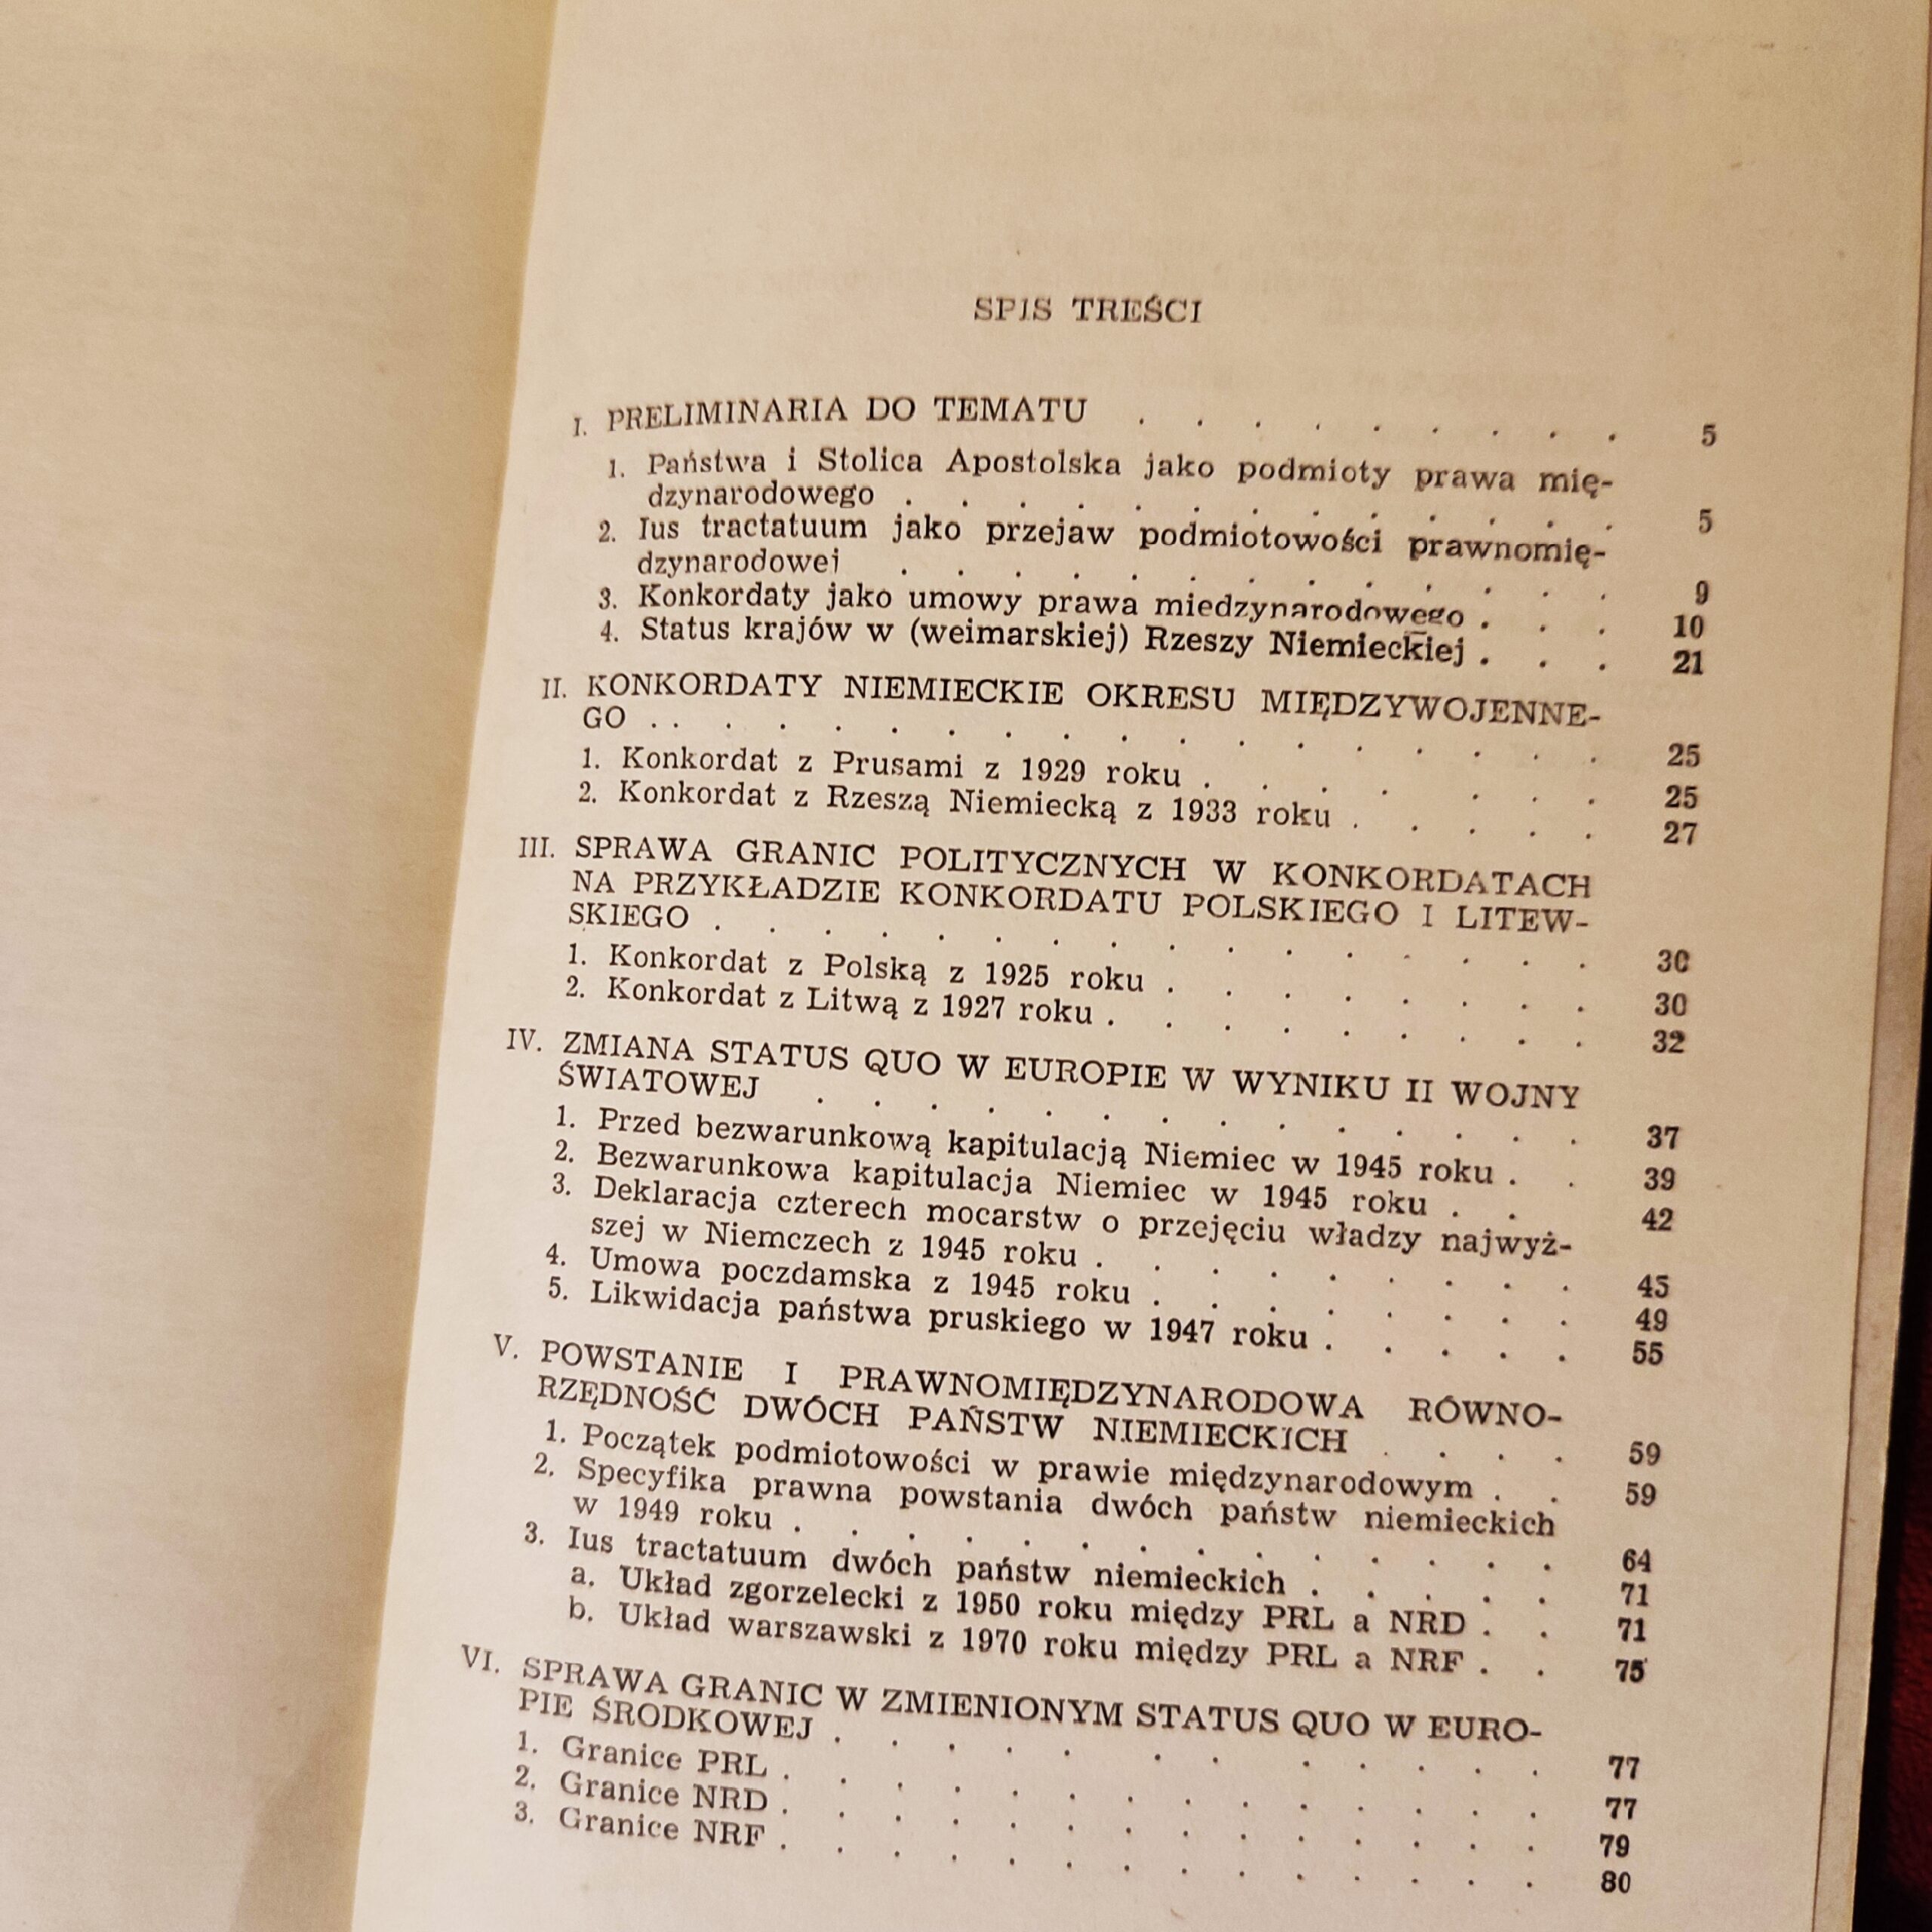 SPIS TREŚCI
I. PRELIMINARIA DO TEMATU . . . . . . . . . 5
1. Państwa i Stolica Apostolska jako podmioty prawa mię-
dzynarodowego . . . . . . . . . . . . . 5
2. Ius tractatuum jako przejaw podmiotowości prawnomię-
dzynarodowej . . . . . . . . . . . . . 9
3. Konkordaty jako umowy prawa miedzynarodowego . . . 10
4. Status krajów w (weimarskiej) Rzeszy Niemieckiej . . . 21
II. KONKORDATY NIEMIECKIE OKRESU MIĘDZYWOJENNE-
GO . . . . . . . . . . . . . . . . . . 25
1. Konkordat z Prusami z 1929 roku . . . . . . . 25
2. Konkordat z Rzeszą Niemiecką z 1933 roku . . . . . 27
III. SPRAWA GRANIC POLITYCZNYCH W KONKORDATACH
NA PRZYKŁADZIE KONKORDATU POLSKIEGO I LITEW-
SKIEGO . . . . . . . . . . . . . . . . 30
1. Konkordat z Polską z 1925 roku . . . . . . . . 30
2. Konkordat z Litwą z 1927 roku . . . . . . . . . 32
IV. ZMIANA STATUS QUO W EUROPIE W WYNIKU II WOJNY
ŚWIATOWEJ . . . . . . . . . . . . . . 37
1. Przed bezwarunkową kapitulacją Niemiec w 1945 roku . . 39
2. Bezwarunkowa kapitulacja Niemiec w 1945 roku . . 42
3. Deklaracja czterech mocarstw o przejęciu władzy najwyż-
szej w Niemczech z 1945 roku . . . . . . . . . 45
4. Umowa poczdamska z 1945 roku . . . . . . . . 49
5. Likwidacja państwa pruskiego w 1947 roku . . . . . 55
V. POWSTANIE I PRAWNOMIĘDZYNARODOWA RÓWNO-
RZĘDNOŚĆ DWÓCH PAŃSTW NIEMIECKICH . . . . 59
1. Początek podmiotowości w prawie międzynarodowym . . 59
2. Specyfika prawna powstania dwóch państw niemieckich
w 1949 roku . . . . . . . . . . . . . . 64
3. Ius tractatuum dwóch państw niemieckich . . . . . 71
a. Układ zgorzelecki z 1950 roku między PRL a NRD . . 71
b. Układ warszawski z 1970 roku między PRL a NRF . . 75
VI. SPRAWA GRANIC W ZMIENIONYM STATUS QUO W EURO-
PIE ŚRODKOWEJ . . . . . . . . . . . . . 77
1. Granice PRL . . . . . . . . . . . . . . 77
2. Granice NRD . . . . . . . . . . . . . . 79
3. Granice NRF . . . . . . . . . . . . . . 80